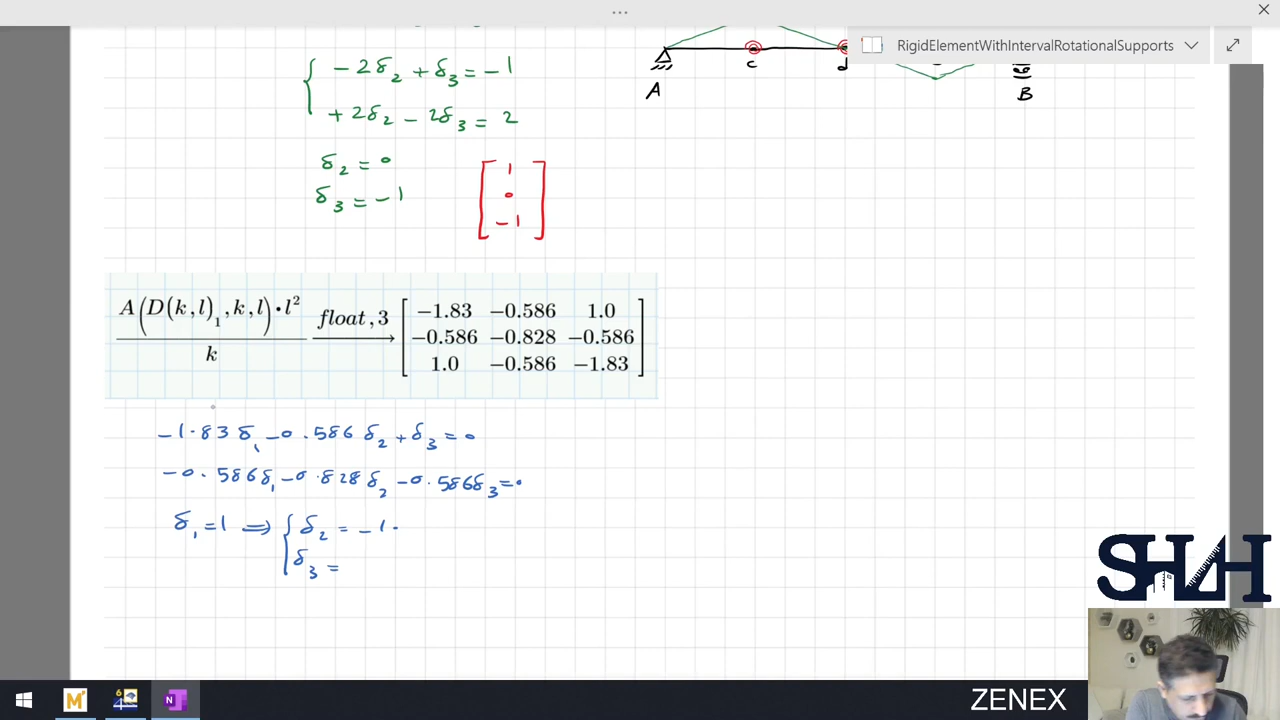 RigidElementWithIntervalRotationalSupports
A c d B
-2δ₂ + δ₃ = -1
+2δ₂ - 2δ₃ = 2
δ₂ = 0
δ₃ = -1
[1
0
-1]
A(D(k,l)₁,k,l)·l²
k
float,3
[-1.83 -0.586 1.0
-0.586 -0.828 -0.586
1.0 -0.586 -1.83]
-1.83δ₁ -0.586δ₂ + δ₃ = 0
-0.586δ₁ -0.828δ₂ -0.586δ₃ = 0
δ₁ = 1 ⟹ { δ₂ = -1.
δ₃ =
SHZH
ZENEX